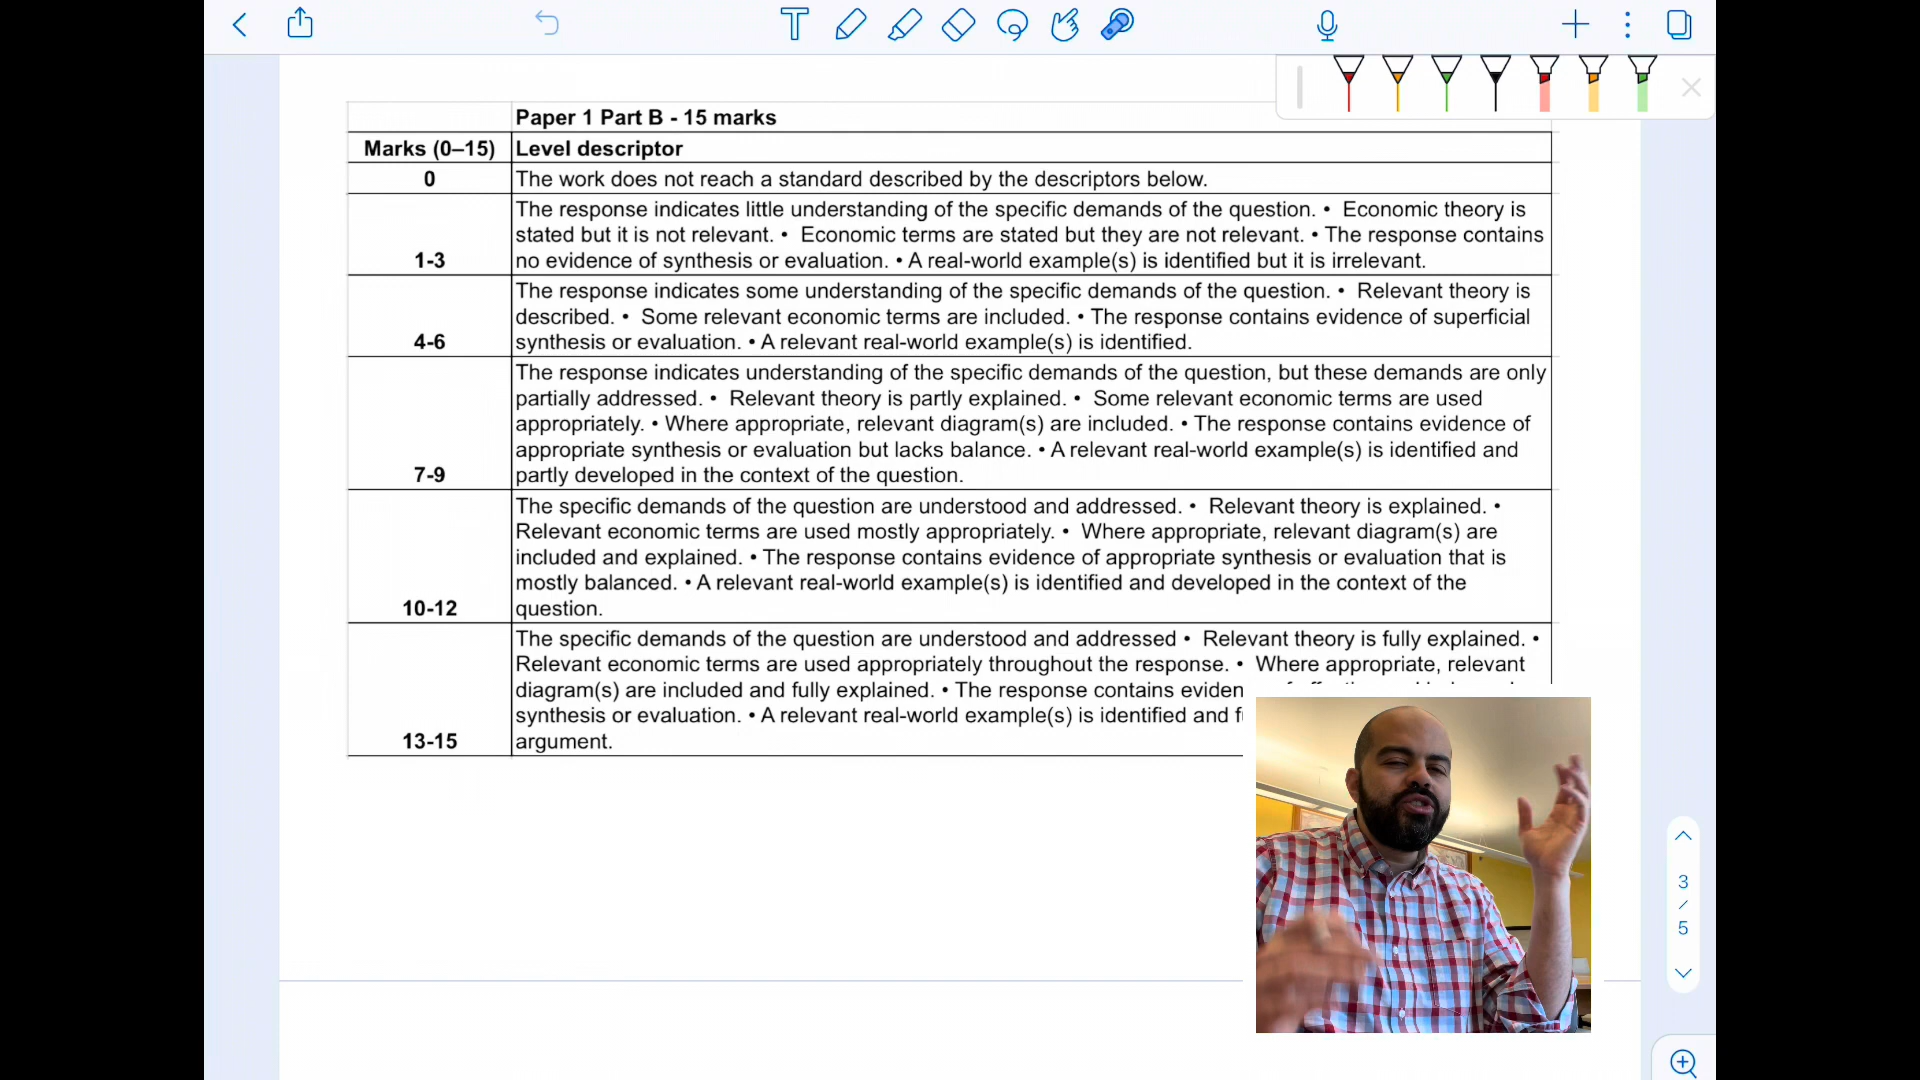 Paper 1 Part B - 15 marks
Marks (0–15) Level descriptor
0 The work does not reach a standard described by the descriptors below.
The response indicates little understanding of the specific demands of the question. • Economic theory is
stated but it is not relevant. • Economic terms are stated but they are not relevant. • The response contains
1-3 no evidence of synthesis or evaluation. • A real-world example(s) is identified but it is irrelevant.
The response indicates some understanding of the specific demands of the question. • Relevant theory is
described. • Some relevant economic terms are included. • The response contains evidence of superficial
4-6 synthesis or evaluation. • A relevant real-world example(s) is identified.
The response indicates understanding of the specific demands of the question, but these demands are only
partially addressed. • Relevant theory is partly explained. • Some relevant economic terms are used
appropriately. • Where appropriate, relevant diagram(s) are included. • The response contains evidence of
appropriate synthesis or evaluation but lacks balance. • A relevant real-world example(s) is identified and
7-9 partly developed in the context of the question.
The specific demands of the question are understood and addressed. • Relevant theory is explained. •
Relevant economic terms are used mostly appropriately. • Where appropriate, relevant diagram(s) are
included and explained. • The response contains evidence of appropriate synthesis or evaluation that is
mostly balanced. • A relevant real-world example(s) is identified and developed in the context of the
10-12 question.
The specific demands of the question are understood and addressed • Relevant theory is fully explained. •
Relevant economic terms are used appropriately throughout the response. • Where appropriate, relevant
diagram(s) are included and fully explained. • The response contains
synthesis or evaluation. • A relevant real-world example(s) is identified and
13-15 argument.
3
/
5